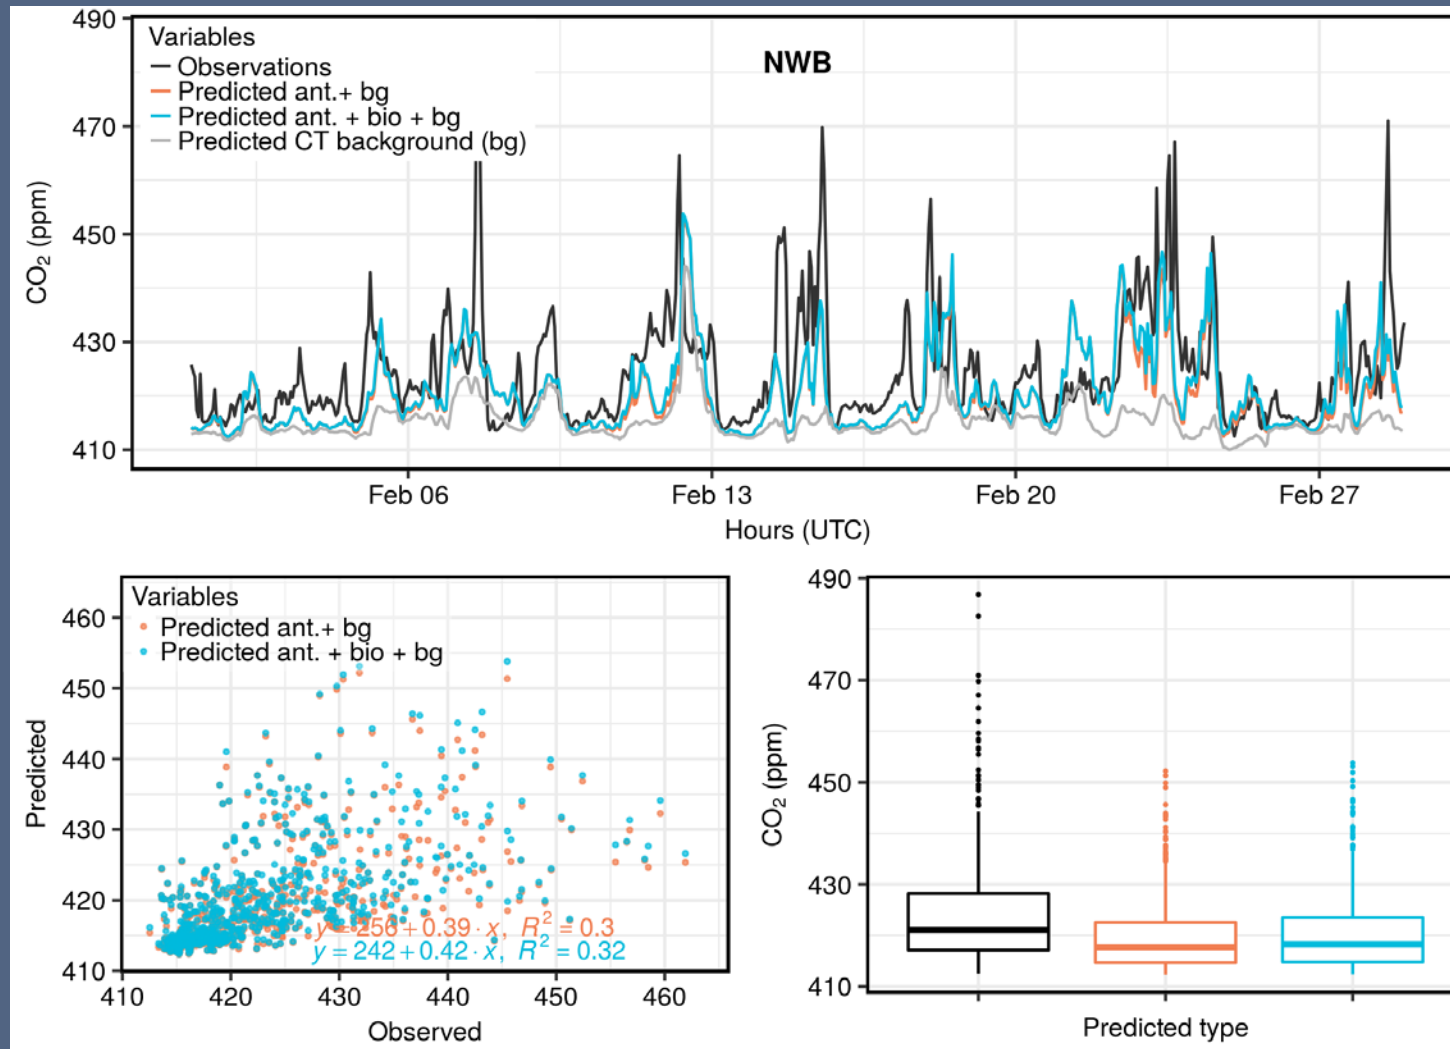 490
470
450
430
410
CO₂ (ppm)
Variables
Observations
Predicted ant.+ bg
Predicted ant. + bio + bg
Predicted CT background (bg)
NWB
Feb 06
Feb 13
Feb 20
Feb 27
Hours (UTC)
460
450
440
430
420
410
Predicted
Variables
Predicted ant.+ bg
Predicted ant. + bio + bg
y = 256 + 0.39 · x, R² = 0.3
y = 242 + 0.42 · x, R² = 0.32
410
420
430
440
450
460
Observed
490
470
450
430
410
CO₂ (ppm)
Predicted type